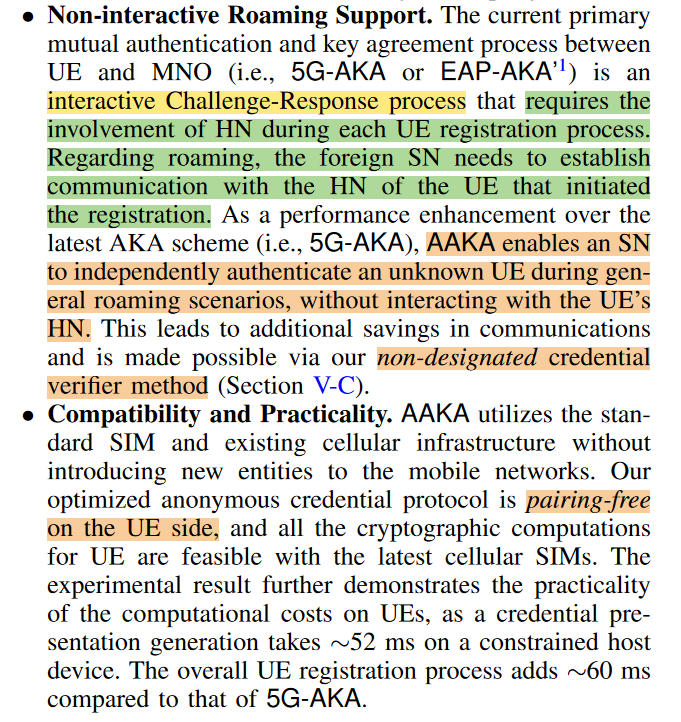 ● Non-interactive Roaming Support. The current primary
mutual authentication and key agreement process between
UE and MNO (i.e., 5G-AKA or EAP-AKA'1) is an
interactive Challenge-Response process that requires the
involvement of HN during each UE registration process.
Regarding roaming, the foreign SN needs to establish
communication with the HN of the UE that initiated
the registration. As a performance enhancement over the
latest AKA scheme (i.e., 5G-AKA), AAKA enables an SN
to independently authenticate an unknown UE during gen-
eral roaming scenarios, without interacting with the UE's
HN. This leads to additional savings in communications
and is made possible via our non-designated credential
verifier method (Section V-C).
● Compatibility and Practicality. AAKA utilizes the stan-
dard SIM and existing cellular infrastructure without
introducing new entities to the mobile networks. Our
optimized anonymous credential protocol is pairing-free
on the UE side, and all the cryptographic computations
for UE are feasible with the latest cellular SIMs. The
experimental result further demonstrates the practicality
of the computational costs on UEs, as a credential pre-
sentation generation takes ∼52 ms on a constrained host
device. The overall UE registration process adds ∼60 ms
compared to that of 5G-AKA.